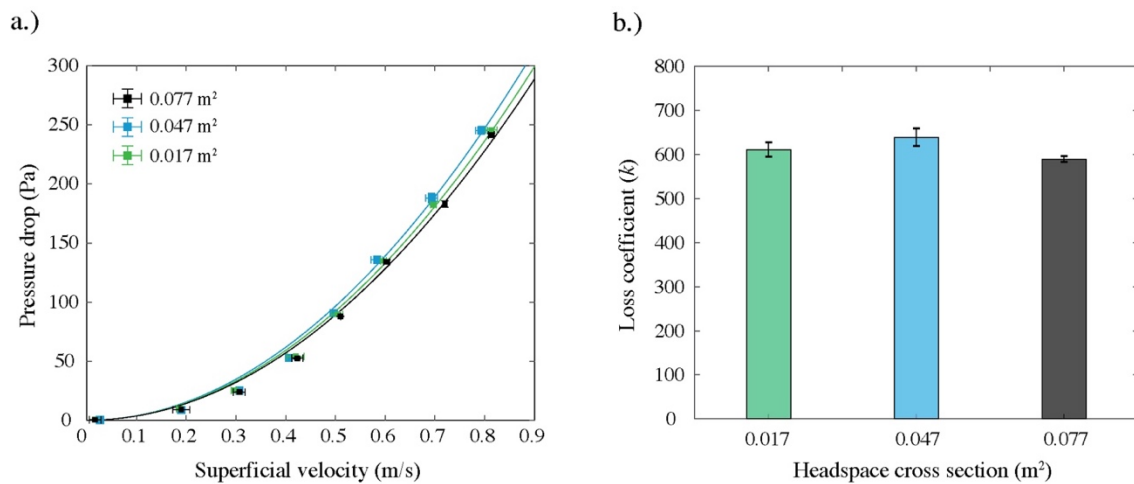 a.)
300
250
200
150
100
50
0
Pressure drop (Pa)
0.077 m²
0.047 m²
0.017 m²
0 0.1 0.2 0.3 0.4 0.5 0.6 0.7 0.8 0.9
Superficial velocity (m/s)
b.)
800
700
600
500
400
300
200
100
0
Loss coefficient (k)
0.017 0.047 0.077
Headspace cross section (m²)